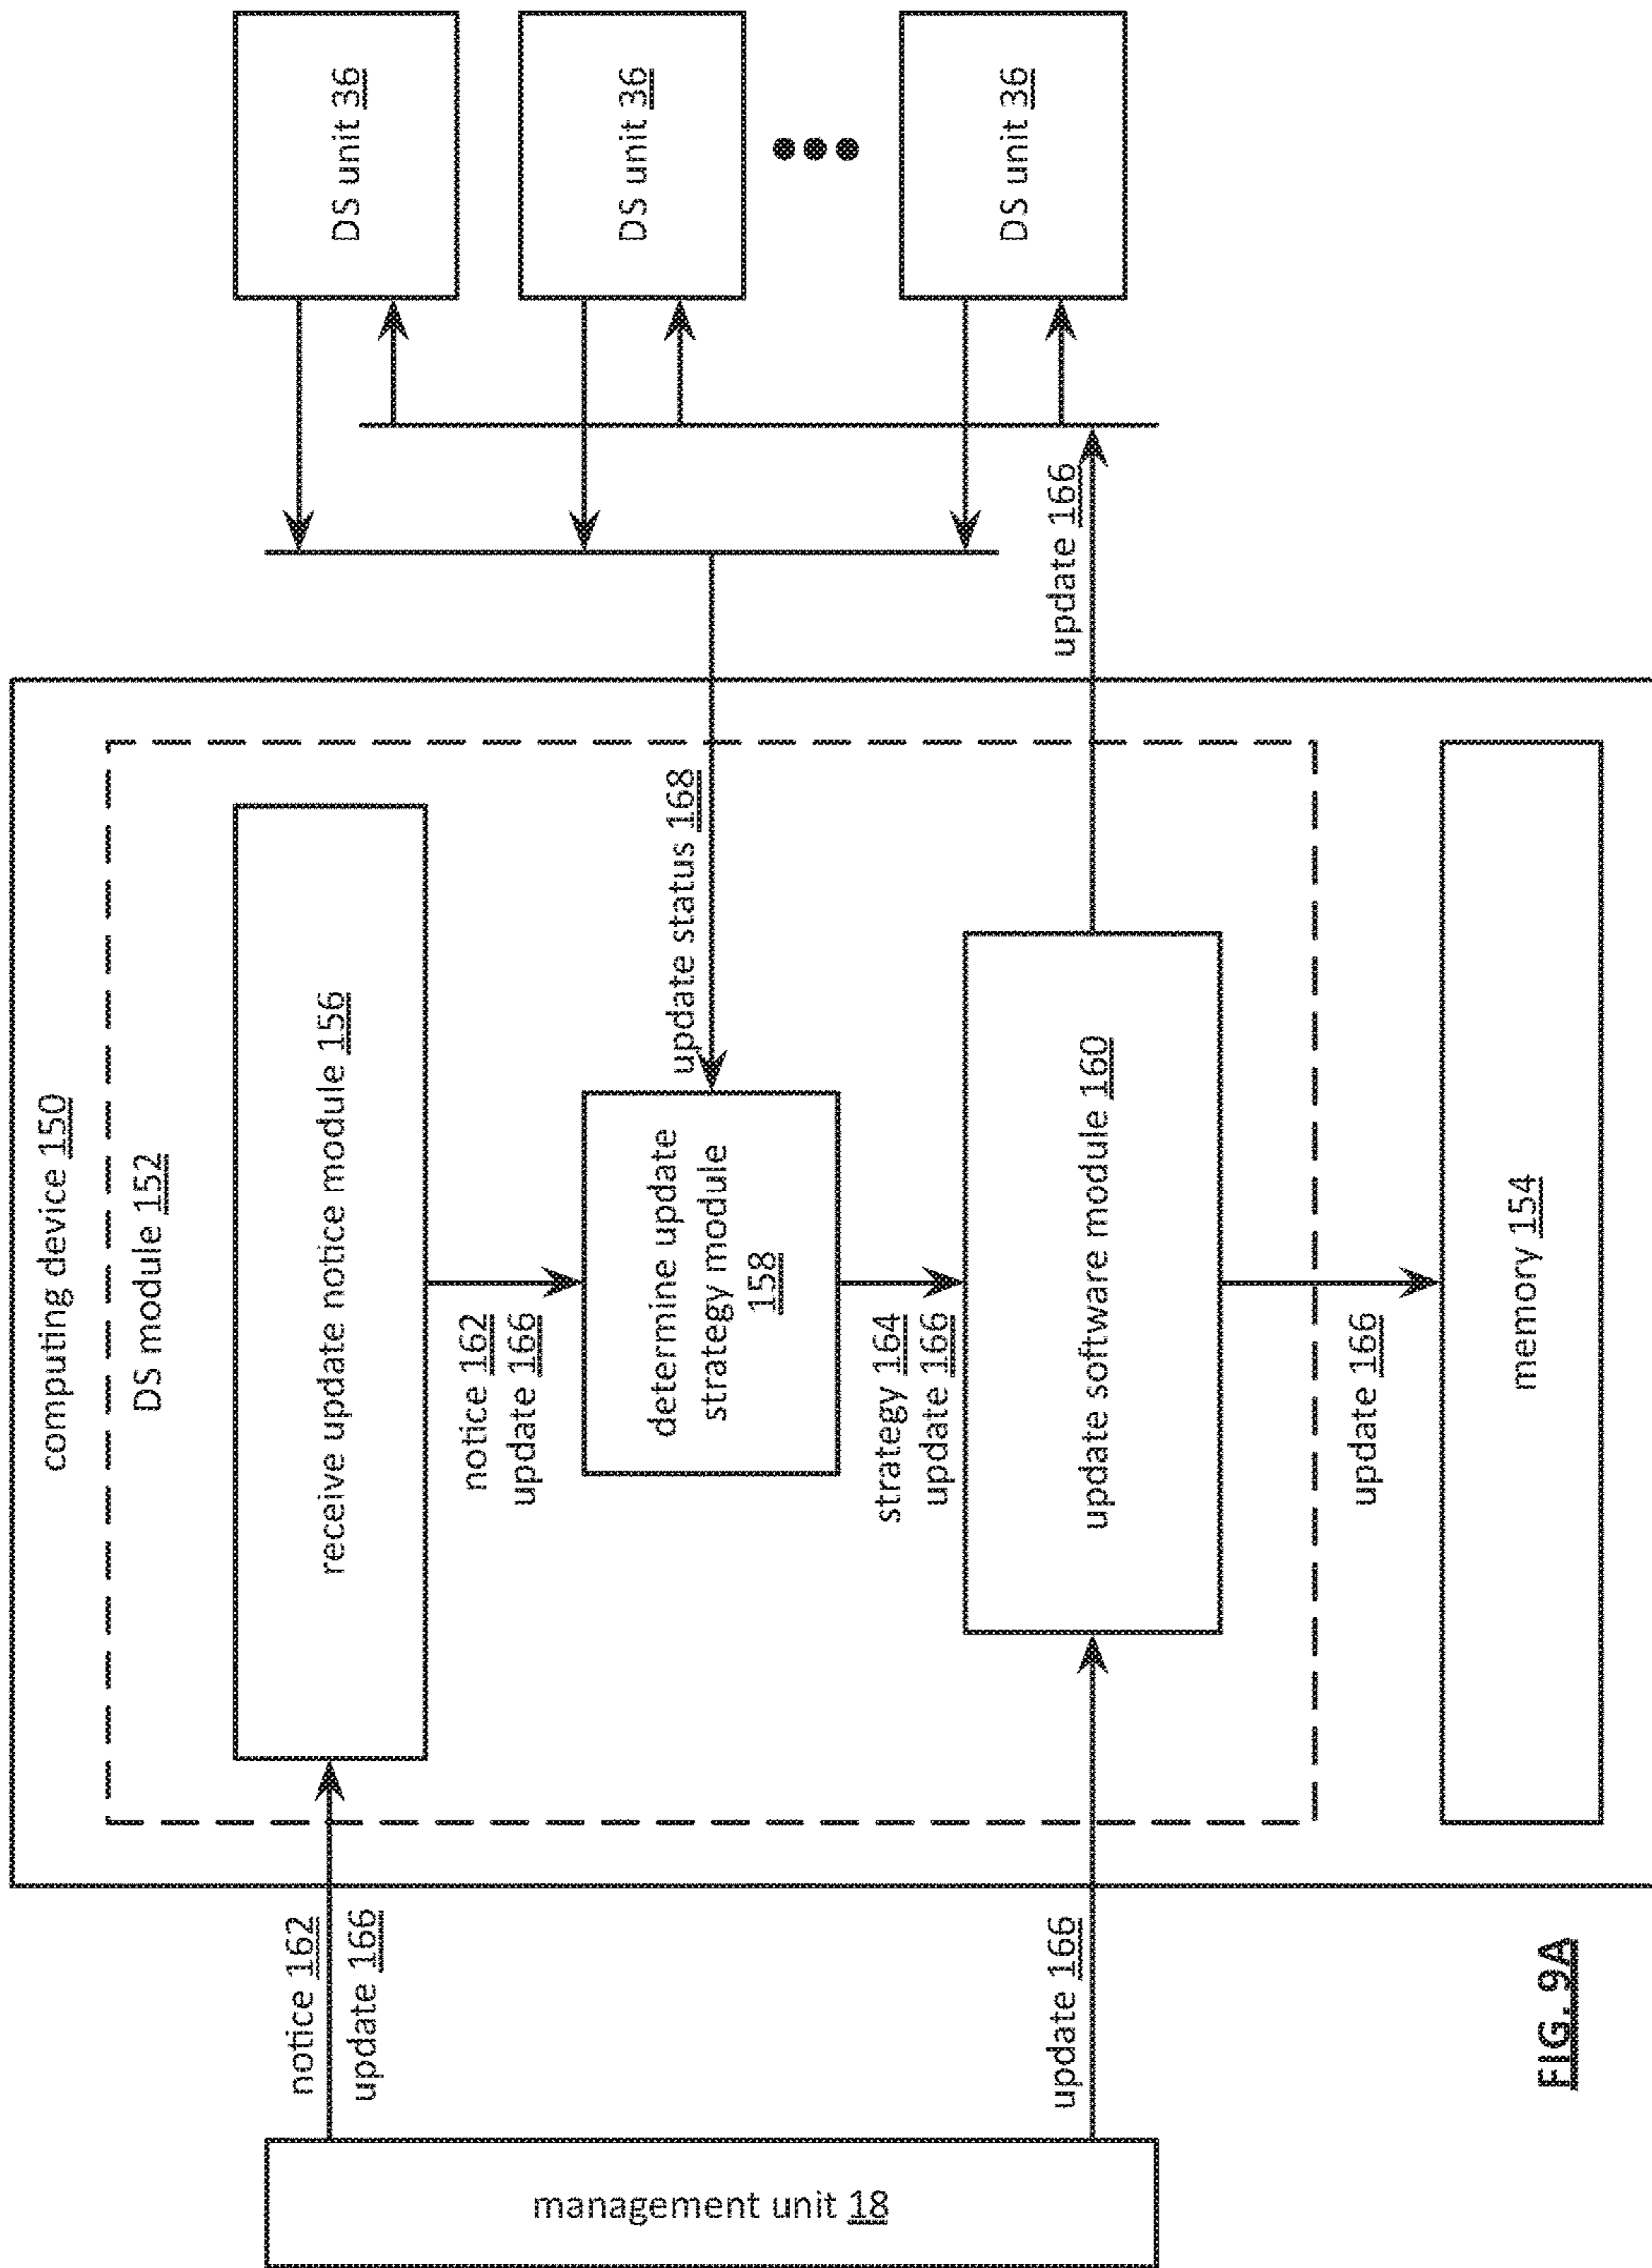 computing device 150
DS module 152
receive update notice module 156
notice 162
update 166
notice 162
update 166
determine update
strategy module
158
update status 168
strategy 164
update 166
update software module 160
update 166
update 166
update 166
memory 154
management unit 18
DS unit 36
DS unit 36
DS unit 36
FIG. 9A